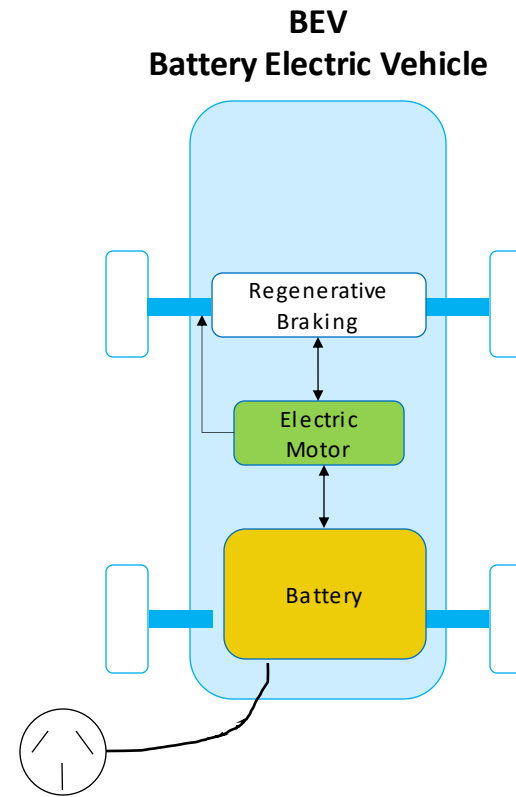 BEV
Battery Electric Vehicle
Regenerative
Braking
Electric
Motor
Battery